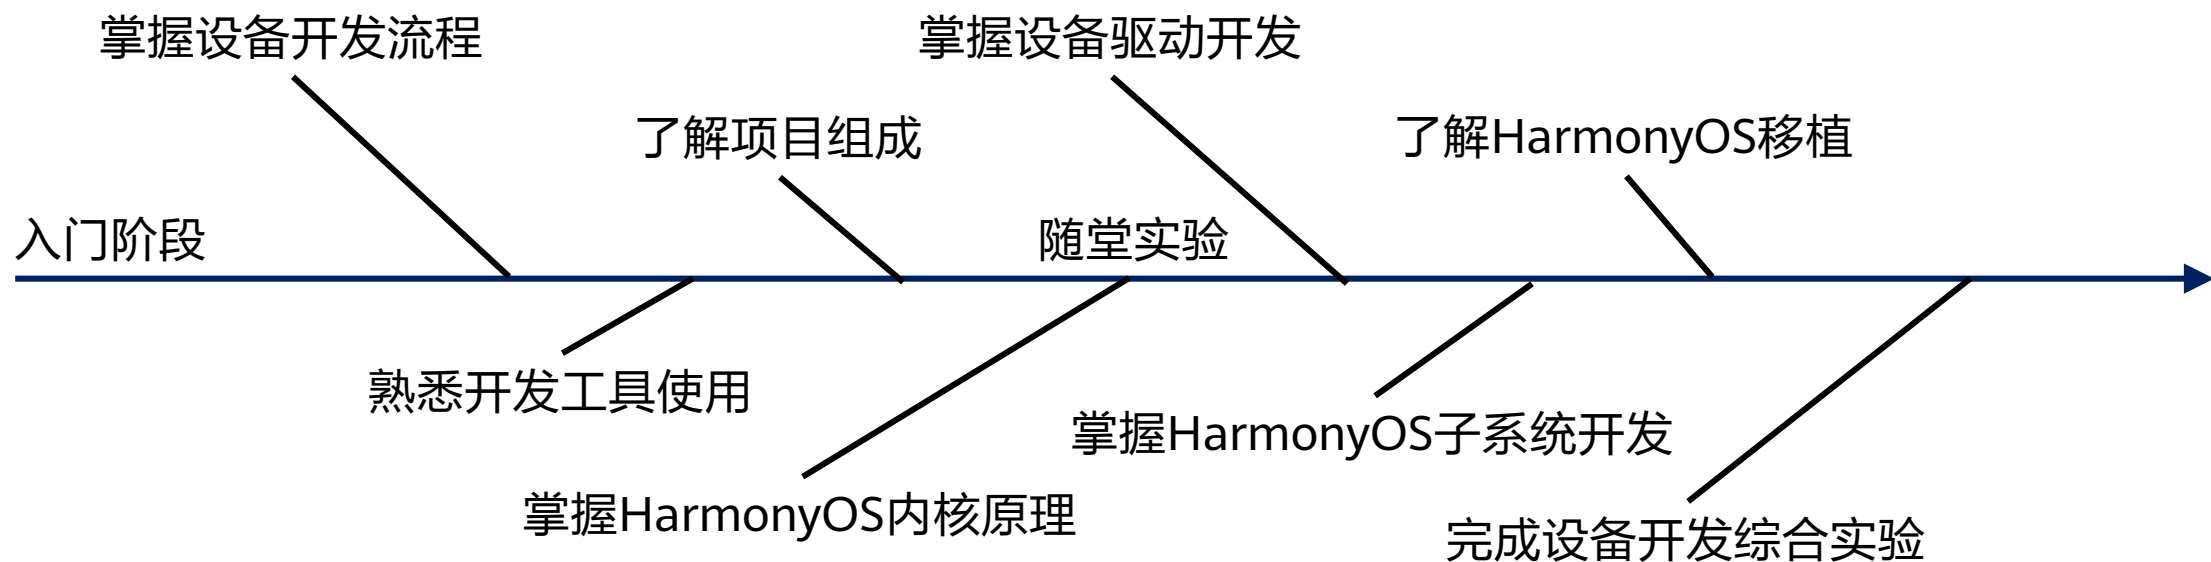 掌握设备开发流程
掌握设备驱动开发
了解项目组成
了解HarmonyOS移植
入门阶段
随堂实验
熟悉开发工具使用
掌握HarmonyOS子系统开发
掌握HarmonyOS内核原理
完成设备开发综合实验